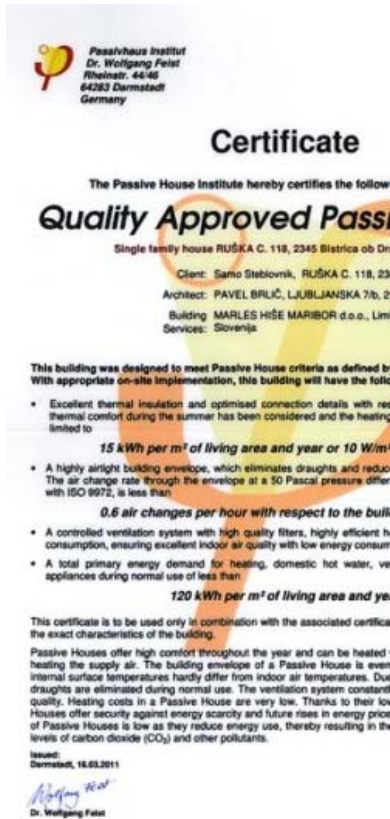 Passivhaus Institut
Dr. Wolfgang Feist
Rheinstr. 44/46
64283 Darmstadt
Germany
Certificate
The Passive House Institute hereby certifies the follow
Quality Approved Passi
Single family house RUŠKA C. 118, 2345 Bistrica ob Dr
Client: Samo Steblovnik, RUŠKA C. 118, 23
Architect: PAVEL BRLIČ, LJUBLJANSKA 7/b, 2
Building MARLES HIŠE MARIBOR d.o.o., Lim
Services: Slovenija
This building was designed to meet Passive House criteria as defined by
With appropriate on-site implementation, this building will have the follo
• Excellent thermal insulation and optimised connection details with res
thermal comfort during the summer has been considered and the heating
limited to
15 kWh per m² of living area and year or 10 W/m²
• A highly airtight building envelope, which eliminates draughts and reduc
The air change rate through the envelope at a 50 Pascal pressure differ
with ISO 9972, is less than
0.6 air changes per hour with respect to the buil
• A controlled ventilation system with high quality filters, highly efficient h
consumption, ensuring excellent indoor air quality with low energy consum
• A total primary energy demand for heating, domestic hot water, ve
appliances during normal use of less than
120 kWh per m² of living area and ye
This certificate is to be used only in combination with the associated certifica
the exact characteristics of the building.
Passive Houses offer high comfort throughout the year and can be heated
heating the supply air. The building envelope of a Passive House is even
internal surface temperatures hardly differ from indoor air temperatures. Due
draughts are eliminated during normal use. The ventilation system constant
quality. Heating costs in a Passive House are very low. Thanks to their low
Houses offer security against energy scarcity and future rises in energy price
of Passive Houses is low as they reduce energy use, thereby resulting in the
levels of carbon dioxide (CO₂) and other pollutants.
Issued:
Darmstadt, 16.03.2011
Wolfgang Feist
Dr. Wolfgang Feist